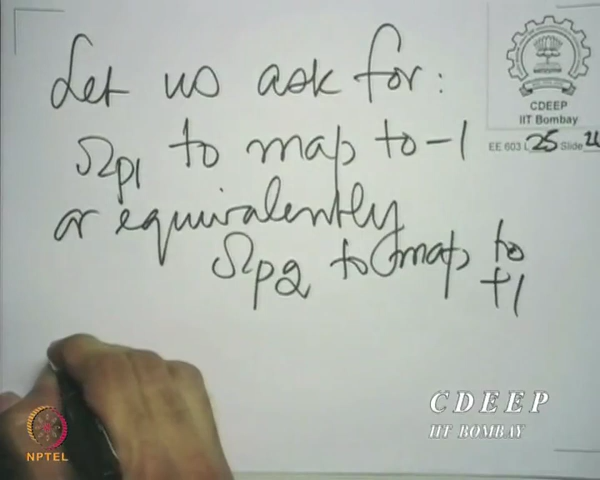 Let us ask for:
Ωp1 to map to -1
or equivalently
Ωp2 to map to
+1
CDEEP
IIT Bombay
EE 603 L 25 Slide
CDEEP
IIT BOMBAY
NPTEL